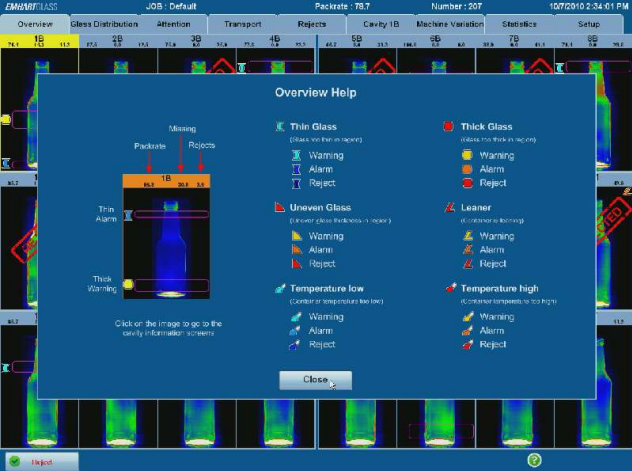 EMHARTGLASS JOB : Default Packrate : 78.7 Number : 207 10/7/2010 2:34:01 PM
Overview Glass Distribution Attention Transport Rejects Cavity 1B Machine Variation Statistics Setup
1B 2B 3B 4B 5B 6B 7B 8B
Overview Help
Missing
Packrate Rejects
1B
Thin Alarm
Thick Warning
Click on the image to go to the
cavity information screens
Thin Glass
(Glass too thin in region)
Warning
Alarm
Reject
Thick Glass
(Glass too thick in region)
Warning
Alarm
Reject
Uneven Glass
(Uneven glass thickness in region)
Warning
Alarm
Reject
Leaner
(Container is leaning)
Warning
Alarm
Reject
Temperature low
(Container temperature too low)
Warning
Alarm
Reject
Temperature high
(Container temperature too high)
Warning
Alarm
Reject
Close
Reject